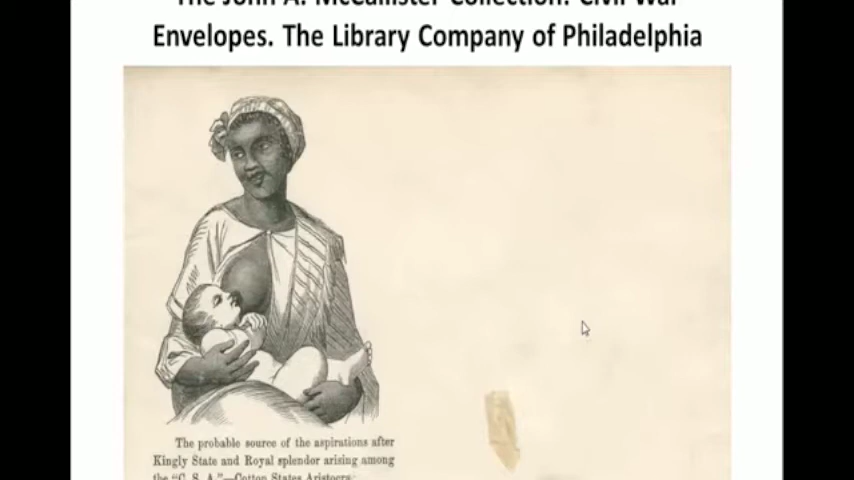 The John A. McCallister Collection: Civil War
Envelopes. The Library Company of Philadelphia
The probable source of the aspirations after
Kingly State and Royal splendor arising among
the "C. S. A."—Cotton States Aristocra